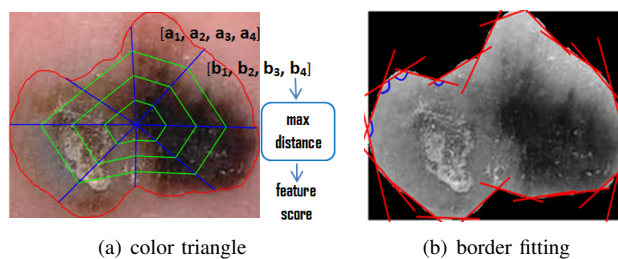 [a1, a2, a3, a4]
[b1, b2, b3, b4]
max
distance
feature
score
(a) color triangle
(b) border fitting